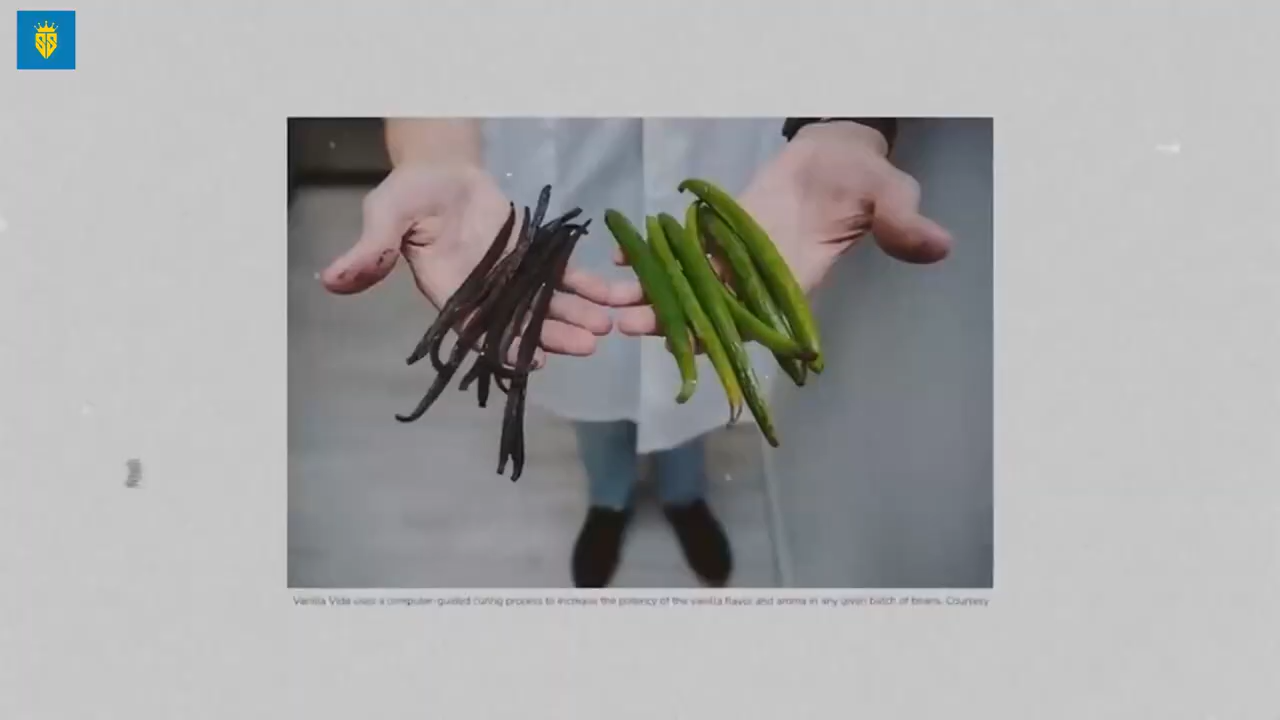 Vanilla Vida uses a computer-guided curing process to increase the potency of the vanilla flavor and aroma in any given batch of beans. Courtesy